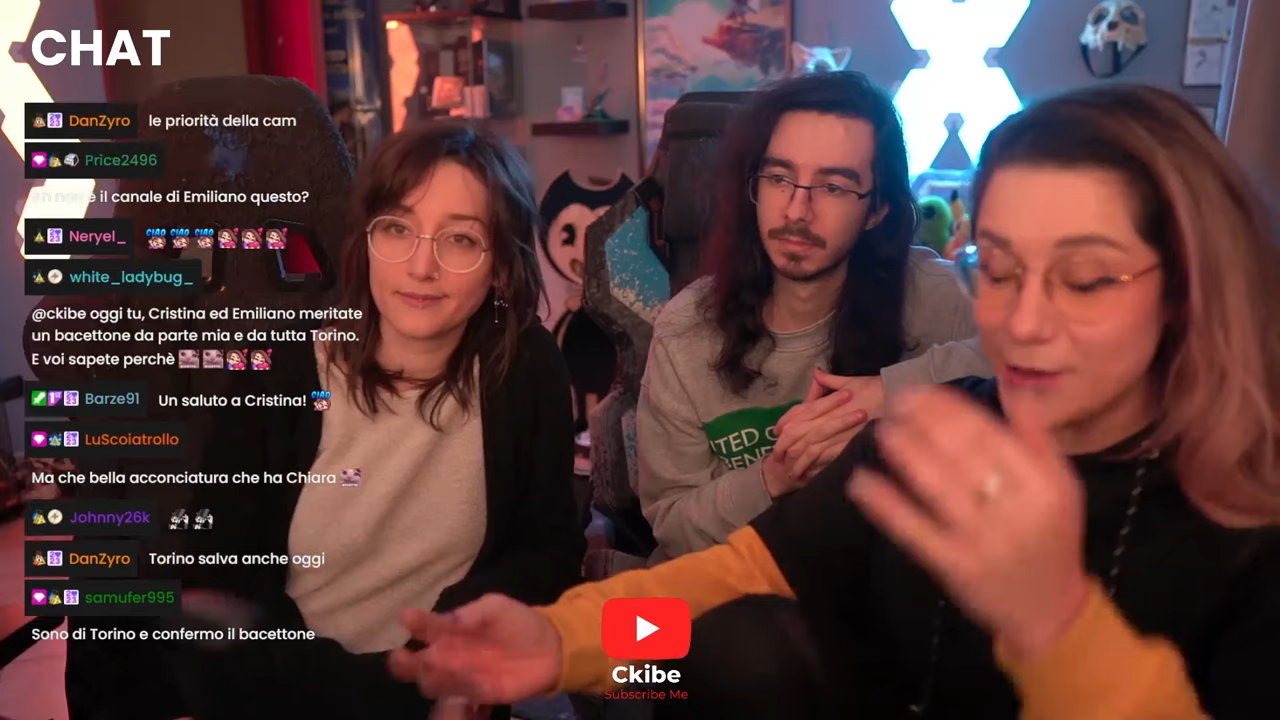 CHAT
DanZyro le priorità della cam
Price2496
è il canale di Emiliano questo?
Neryel_
white_ladybug_
@ckibe oggi tu, Cristina ed Emiliano meritate
un bacettone da parte mia e da tutta Torino.
E voi sapete perchè
Barze91 Un saluto a Cristina!
LuScoiatrollo
Ma che bella acconciatura che ha Chiara
Johnny26k
DanZyro Torino salva anche oggi
samufer995
Sono di Torino e confermo il bacettone
Ckibe
Subscribe Me